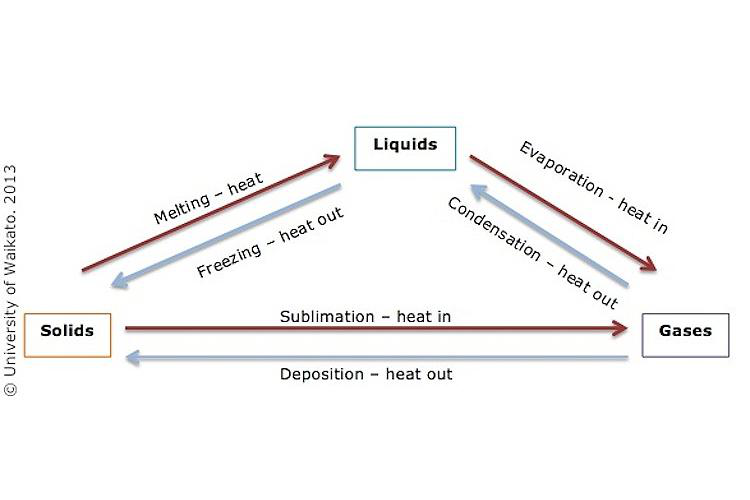 Liquids
Melting – heat
Evaporation - heat in
Freezing – heat out
Condensation – heat out
Solids
Sublimation – heat in
Gases
Deposition – heat out
© University of Waikato. 2013